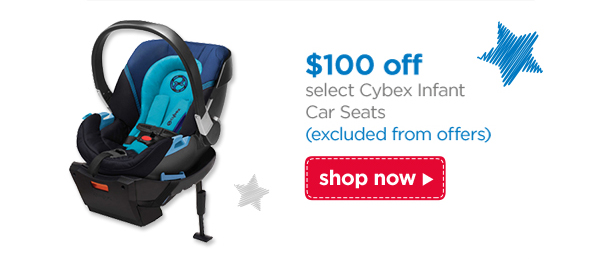 $100 off
select Cybex Infant
Car Seats
(excluded from offers)
shop now